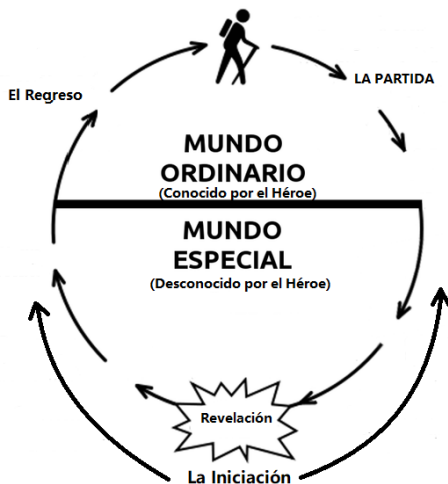 LA PARTIDA
El Regreso
MUNDO
ORDINARIO
(Conocido por el Héroe)
MUNDO
ESPECIAL
(Desconocido por el Héroe)
Revelación
La Iniciación